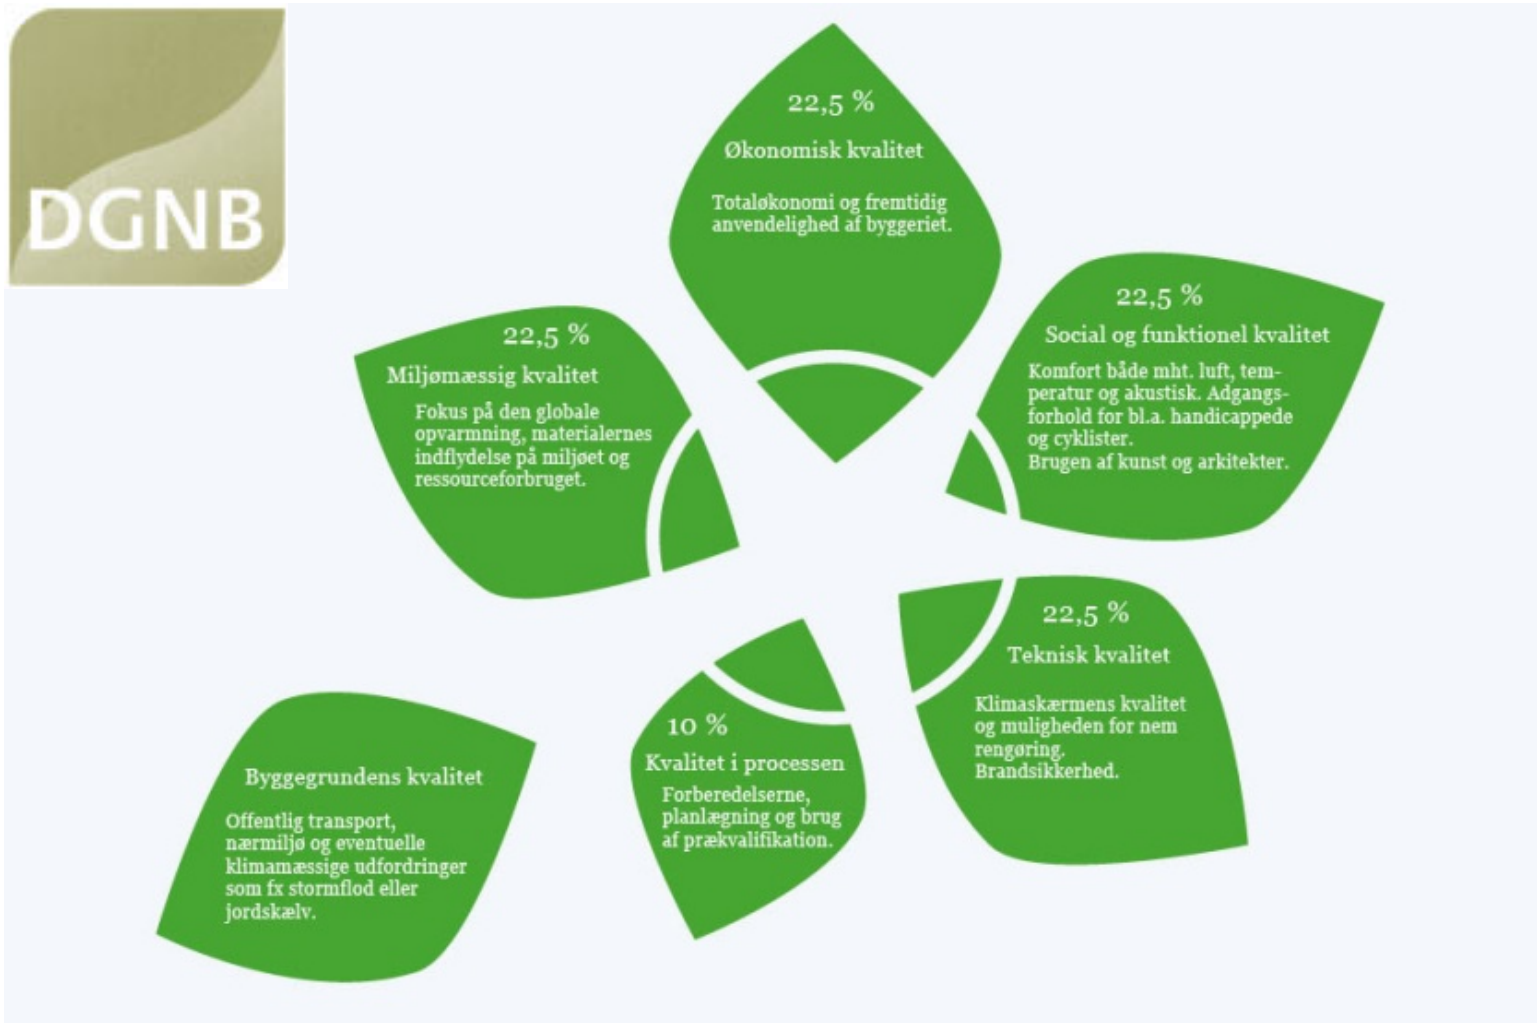 DGNB
22,5 %
Økonomisk kvalitet
Totaløkonomi og fremtidig
anvendelighed af byggeriet.
22,5 %
Social og funktionel kvalitet
Komfort både mht. luft, tem-
peratur og akustisk. Adgangs-
forhold for bl.a. handicappede
og cyklister.
Brugen af kunst og arkitekter.
22,5 %
Miljømæssig kvalitet
Fokus på den globale
opvarmning, materialernes
indflydelse på miljøet og
ressourceforbruget.
22,5 %
Teknisk kvalitet
Klimaskærmens kvalitet
og muligheden for nem
rengøring.
Brandsikkerhed.
10 %
Kvalitet i processen
Forberedelserne,
planlægning og brug
af prækvalifikation.
Byggegrundens kvalitet
Offentlig transport,
nærmiljø og eventuelle
klimamæssige udfordringer
som fx stormflod eller
jordskælv.